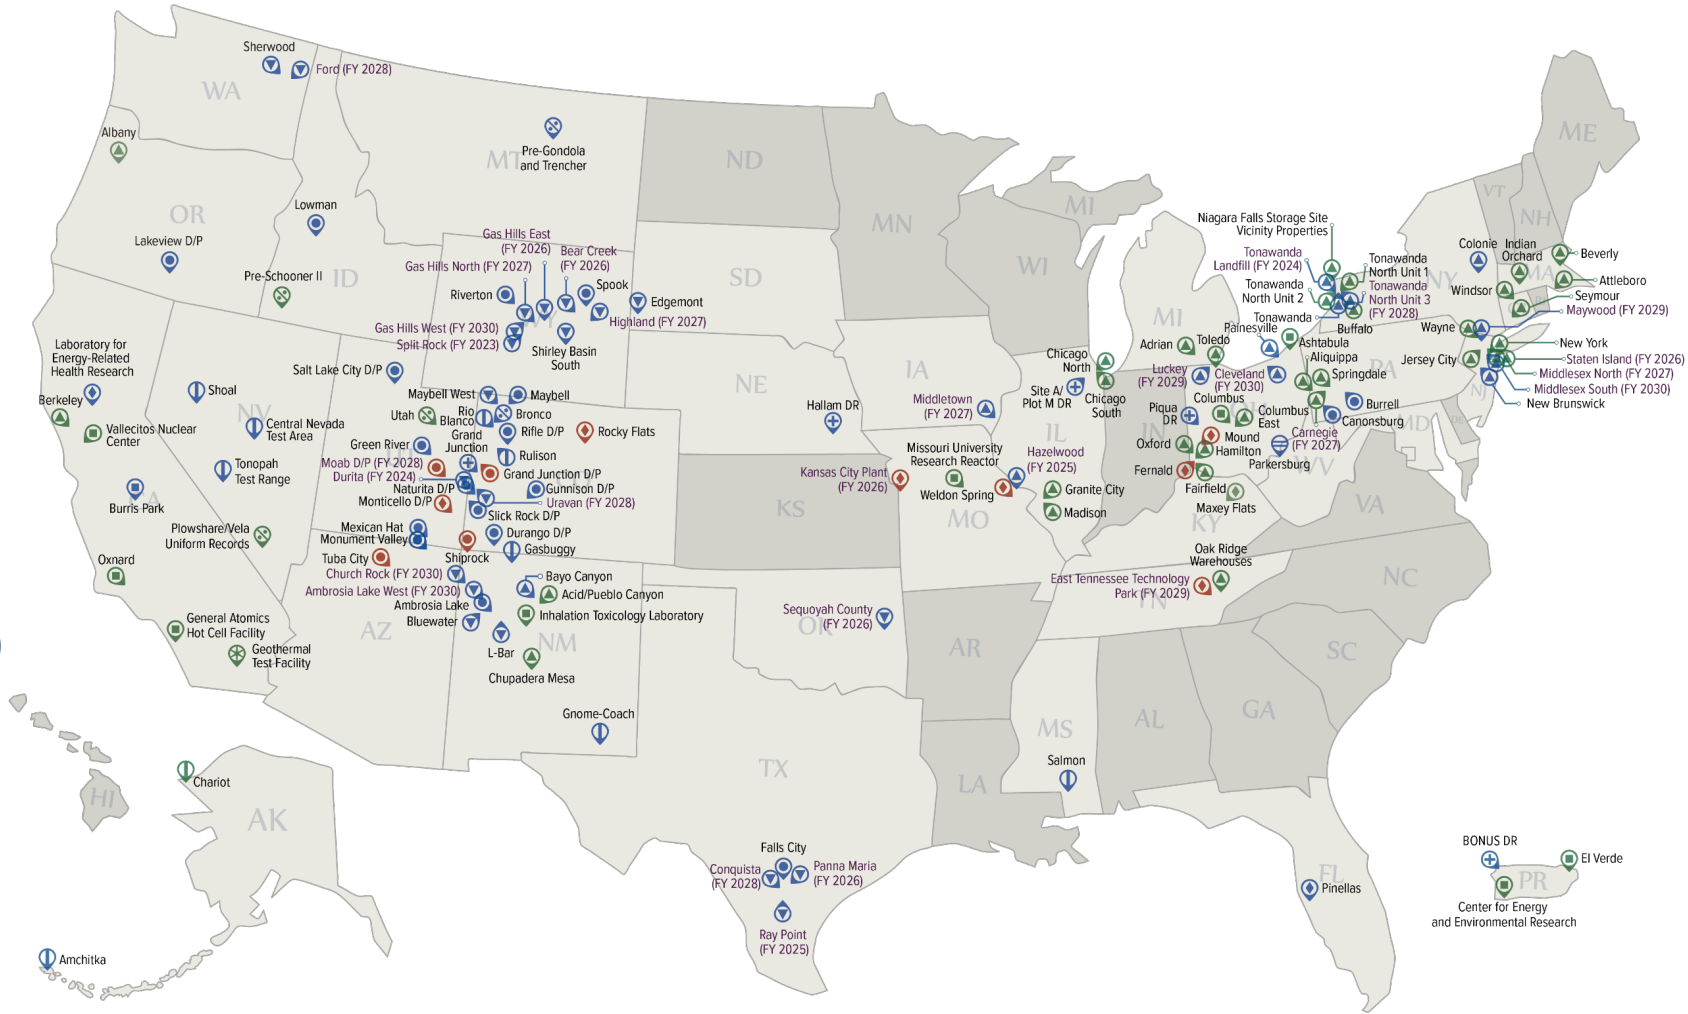 Sherwood
Ford (FY 2028)
WA
Albany
OR
Lakeview D/P
Lowman
Pre-Schooner II
ID
Pre-Gondola
and Trencher
MT
ND
SD
NE
KS
MN
WI
MI
IA
Gas Hills East
(FY 2026)
Bear Creek
(FY 2026)
Gas Hills North (FY 2027)
Riverton
Spook
Edgemont
Highland (FY 2027)
WY
Gas Hills West (FY 2030)
Split Rock (FY 2023)
Shirley Basin
South
Laboratory for
Energy-Related
Health Research
Berkeley
Vallecitos Nuclear
Center
Shoal
NV
Central Nevada
Test Area
Tonopah
Test Range
Burris Park
Plowshare/Vela
Uniform Records
Oxnard
General Atomics
Hot Cell Facility
Geothermal
Test Facility
Salt Lake City D/P
Maybell West
Maybell
Utah
Rio
Blanco
Bronco
Rifle D/P
Rocky Flats
Green River
Grand
Junction
Rulison
Moab D/P (FY 2028)
Durita (FY 2024)
Grand Junction D/P
Naturita D/P
Gunnison D/P
Monticello D/P
Uravan (FY 2028)
Slick Rock D/P
Mexican Hat
Monument Valley
Durango D/P
Gasbuggy
Tuba City
Shiprock
Church Rock (FY 2030)
Ambrosia Lake West (FY 2030)
Ambrosia Lake
Bluewater
Bayo Canyon
Acid/Pueblo Canyon
Inhalation Toxicology Laboratory
AZ
NM
L-Bar
Chupadera Mesa
Gnome-Coach
TX
Falls City
Conquista
(FY 2028)
Panna Maria
(FY 2026)
Ray Point
(FY 2025)
Sequoyah County
(FY 2026)
OK
AR
LA
MS
Salmon
AL
GA
SC
NC
VA
FL
Pinellas
Hallam DR
Middletown
(FY 2027)
Kansas City Plant
(FY 2026)
Missouri University
Research Reactor
Weldon Spring
Hazelwood
(FY 2025)
IL
MO
Granite City
Madison
Chicago
North
Site A/
Plot M DR
Chicago
South
IN
MI
Adrian
Toledo
Luckey
(FY 2029)
Cleveland
(FY 2030)
Painesville
Ashtabula
Piqua
DR
Columbus
Columbus
East
OH
Oxford
Mound
Hamilton
Fernald
Fairfield
Maxey Flats
KY
Parkersburg
WV
Oak Ridge
Warehouses
East Tennessee Technology
Park (FY 2029)
TN
Niagara Falls Storage Site
Vicinity Properties
Tonawanda
Landfill (FY 2024)
Tonawanda
North Unit 1
Tonawanda
North Unit 2
Tonawanda
North Unit 3
(FY 2028)
Tonawanda
Buffalo
NY
Aliquippa
Springdale
PA
Burrell
Canonsburg
Carnegie
(FY 2027)
MD
DE
NJ
Colonie
Indian
Orchard
Windsor
MA
VT
NH
ME
Beverly
Attleboro
Seymour
Maywood (FY 2029)
Wayne
New York
Jersey City
Staten Island (FY 2026)
Middlesex North (FY 2027)
Middlesex South (FY 2030)
New Brunswick
HI
Chariot
AK
Amchitka
BONUS DR
El Verde
PR
Center for Energy
and Environmental Research